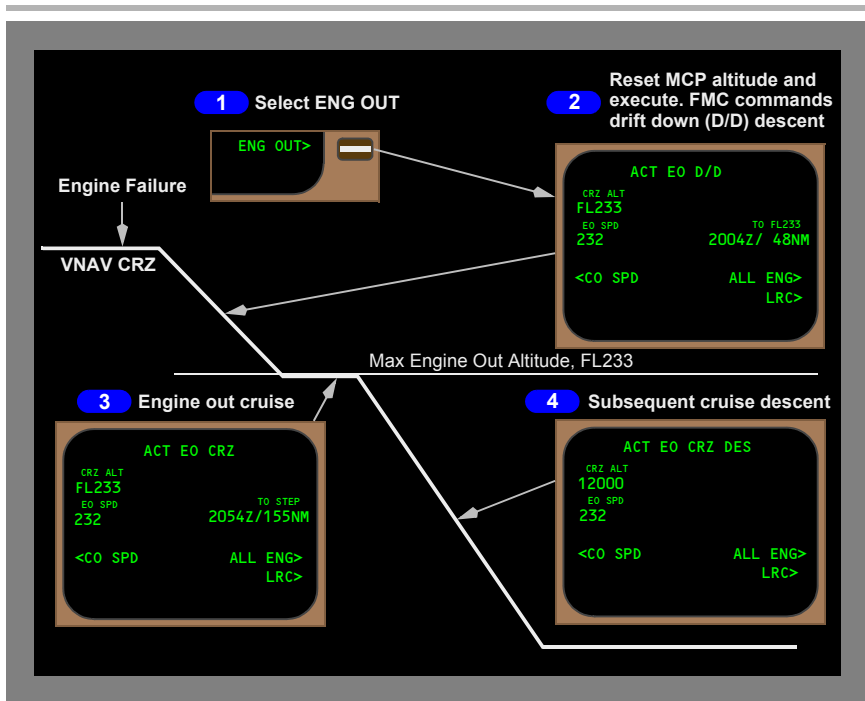 1 Select ENG OUT
ENG OUT>
2 Reset MCP altitude and
execute. FMC commands
drift down (D/D) descent
ACT EO D/D
CRZ ALT
FL233
EO SPD TO FL233
232 2004Z/ 48NM
<CO SPD ALL ENG>
LRC>
Engine Failure
VNAV CRZ
Max Engine Out Altitude, FL233
3 Engine out cruise
ACT EO CRZ
CRZ ALT
FL233
EO SPD TO STEP
232 2054Z/155NM
<CO SPD ALL ENG>
LRC>
4 Subsequent cruise descent
ACT EO CRZ DES
CRZ ALT
12000
EO SPD
232
<CO SPD ALL ENG>
LRC>